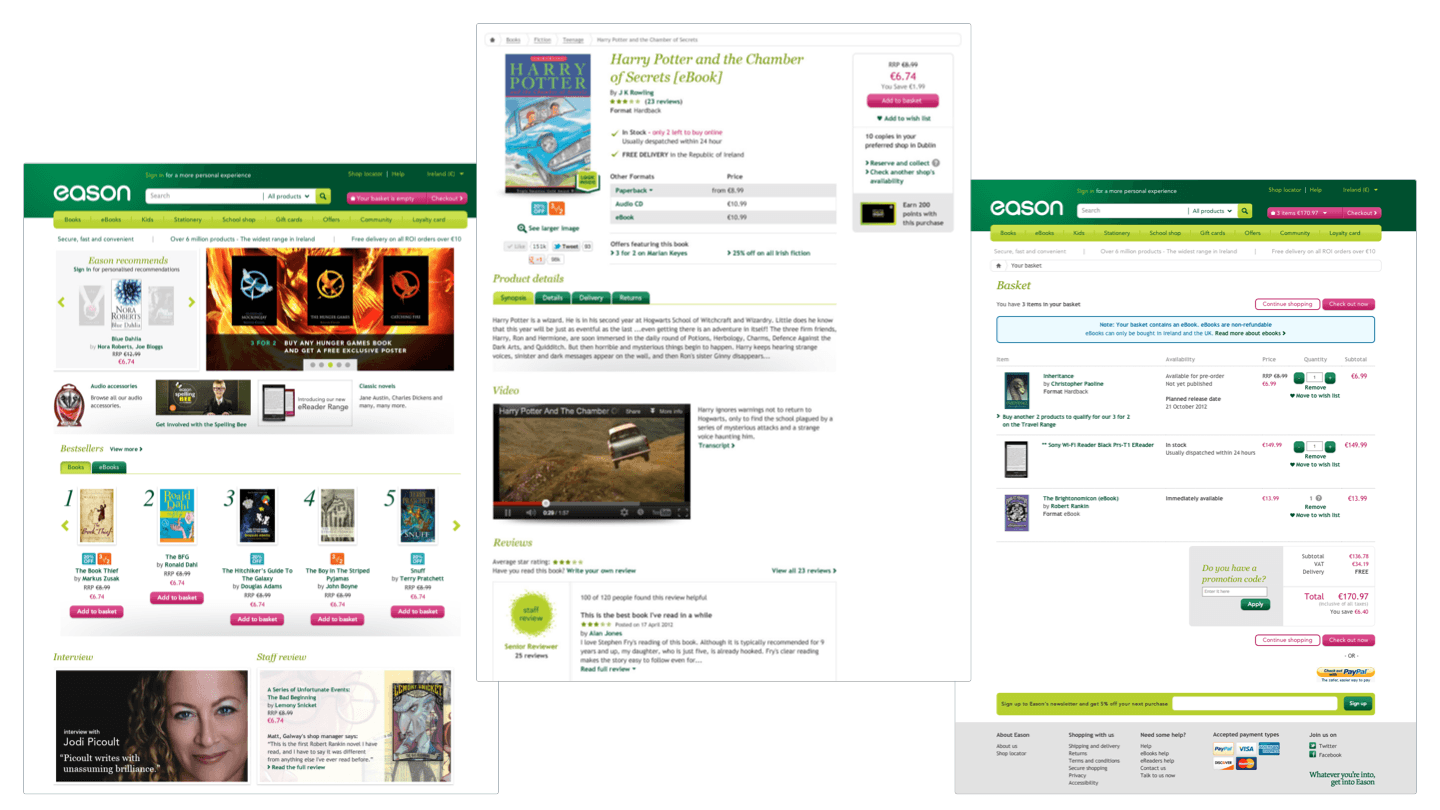 Sign in for a more personal experience
Shop locator | Help
Ireland (€)
eason
Search
All products
Your basket is empty
Checkout
Books
eBooks
Kids
Stationery
School shop
Gift cards
Offers
Community
Loyalty card
Secure, fast and convenient
Over 6 million products - The widest range in Ireland
Free delivery on all ROI orders over €10
Eason recommends
Sign in for personalised recommendations
NORA
ROBERTS
Blue Dahlia
Blue Dahlia
by Nora Roberts, Joe Bloggs
RRP €12.99
€6.74
MOCKINGJAY
THE HUNGER GAMES
CATCHING FIRE
3 FOR 2 BUY ANY HUNGER GAMES BOOK
AND GET A FREE EXCLUSIVE POSTER
Audio accessories
Browse all our audio
accessories.
spelling
Bee
Get involved with the Spelling Bee
Introducing our new
eReader Range
Classic novels
Jane Austin, Charles Dickens and
many, many more.
Bestsellers
View more
Books
eBooks
1
2
3
4
5
The Book Thief
by Markus Zusak
RRP €8.99
€6.74
Add to basket
The BFG
by Ronald Dahl
RRP €8.99
€6.74
Add to basket
The Hitchiker's Guide To
The Galaxy
by Douglas Adams
RRP €8.99
€6.74
Add to basket
The Boy In The Striped
Pyjamas
by John Boyne
RRP €8.99
€6.74
Add to basket
Snuff
by Terry Pratchett
RRP €8.99
€6.74
Add to basket
Interview
interview with
Jodi Picoult
"Picoult writes with
unassuming brilliance."
Staff review
A Series of Unfortunate Events:
The Bad Beginning
by Lemony Snicket
RRP €8.99
€6.74
Matt, Galway's shop manager says:
"This is the first Robert Rankin novel I have
read, and I have to say it was different
from anything else I've ever read before."
Read the full review
LEMONY SNICKET
Books
Fiction
Teenage
Harry Potter and the Chamber of Secrets
HARRY
POTTER
Harry Potter and the Chamber
of Secrets [eBook]
by J K Rowling
(23 reviews)
Format Hardback
In Stock - only 2 left to buy online
Usually despatched within 24 hour
FREE DELIVERY in the Republic of Ireland
Other Formats
Price
Paperback
from €8.99
Audio CD
€10.99
eBook
€10.99
See larger image
Like
Tweet
Offers featuring this book
3 for 2 on Marian Keyes
25% off on all Irish fiction
RRP €8.99
€6.74
You Save €1.99
Add to basket
Add to wish list
10 copies in your
preferred shop in Dublin
Reserve and collect
Check another shop's
availability
Earn 200
points with
this purchase
Product details
Synopsis
Details
Delivery
Returns
Harry Potter is a wizard. He is in his second year at Hogwarts School of Witchcraft and Wizardry. Little does he know
that this year will be just as eventful as the last ....even getting there is an adventure in itself! The three firm friends,
Harry, Ron and Hermione, are soon immersed in the daily round of Potions, Herbology, Charms, Defence Against the
Dark Arts, and Quidditch. But then horrible and mysterious things begin to happen. Harry keeps hearing strange
voices, sinister and dark messages appear on the wall, and then Ron's sister Ginny disappears...
Video
Harry Potter And The Chamber
Share
More info
0:29 / 1:57
Harry ignores warnings not to return to
Hogwarts, only to find the school plagued by a
series of mysterious attacks and a strange
voice haunting him.
Transcript
Reviews
Average star rating:
Have you read this book? Write your own review
View all 23 reviews
staff
review
Senior Reviewer
25 reviews
100 of 120 people found this review helpful
This is the best book I've read in a while
Posted on 17 April 2012
by Alan Jones
I love Stephen Fry's reading of this book. Although it is typically recommended for 9
years and up, my daughter, who is just five, is already hooked. Fry's clear reading
makes the story easy to follow even for...
Read full review
Sign in for a more personal experience
Shop locator | Help
Ireland (€)
eason
Search
All products
3 items €170.97
Checkout
Books
eBooks
Kids
Stationery
School shop
Gift cards
Offers
Community
Loyalty card
Secure, fast and convenient
Over 6 million products - The widest range in Ireland
Free delivery on all ROI orders over €10
Your basket
Basket
You have 3 items in your basket
Continue shopping
Check out now
Note: Your basket contains an eBook. eBooks are non-refundable
eBooks can only be bought in Ireland and the UK. Read more about ebooks
Item
Availability
Price
Quantity
Subtotal
Inheritance
by Christopher Paoline
Format Hardback
Available for pre-order
Not yet published
Planned release date
21 October 2012
RRP €8.99
€6.99
- 1 +
Remove
Move to wish list
€6.99
Buy another 2 products to qualify for our 3 for 2
on the Travel Range
** Sony Wi-Fi Reader Black Prs-T1 EReader
In stock
Usually dispatched within 24 hours
€149.99
- 1 +
Remove
Move to wish list
€149.99
The Brightonomicon (eBook)
by Robert Rankin
Format eBook
Immediately available
€13.99
1
Remove
Move to wish list
€13.99
Do you have a
promotion code?
Enter it here
Apply
Subtotal €136.78
VAT €34.19
Delivery FREE
Total €170.97
(Inclusive of all taxes)
You save €6.40
Continue shopping
Check out now
- OR -
Check out with PayPal
The safer, easier way to pay
Sign up to Eason's newsletter and get 5% off your next purchase
Sign up
About Eason
About us
Shop locator
Shopping with us
Shipping and delivery
Returns
Terms and conditions
Secure shopping
Privacy
Accessibility
Need some help?
Help
eBooks help
eReaders help
Contact us
Talk to us now
Accepted payment types
PayPal
VISA
DISCOVER
MasterCard
Join us on
Twitter
Facebook
Whatever you're into,
get into Eason